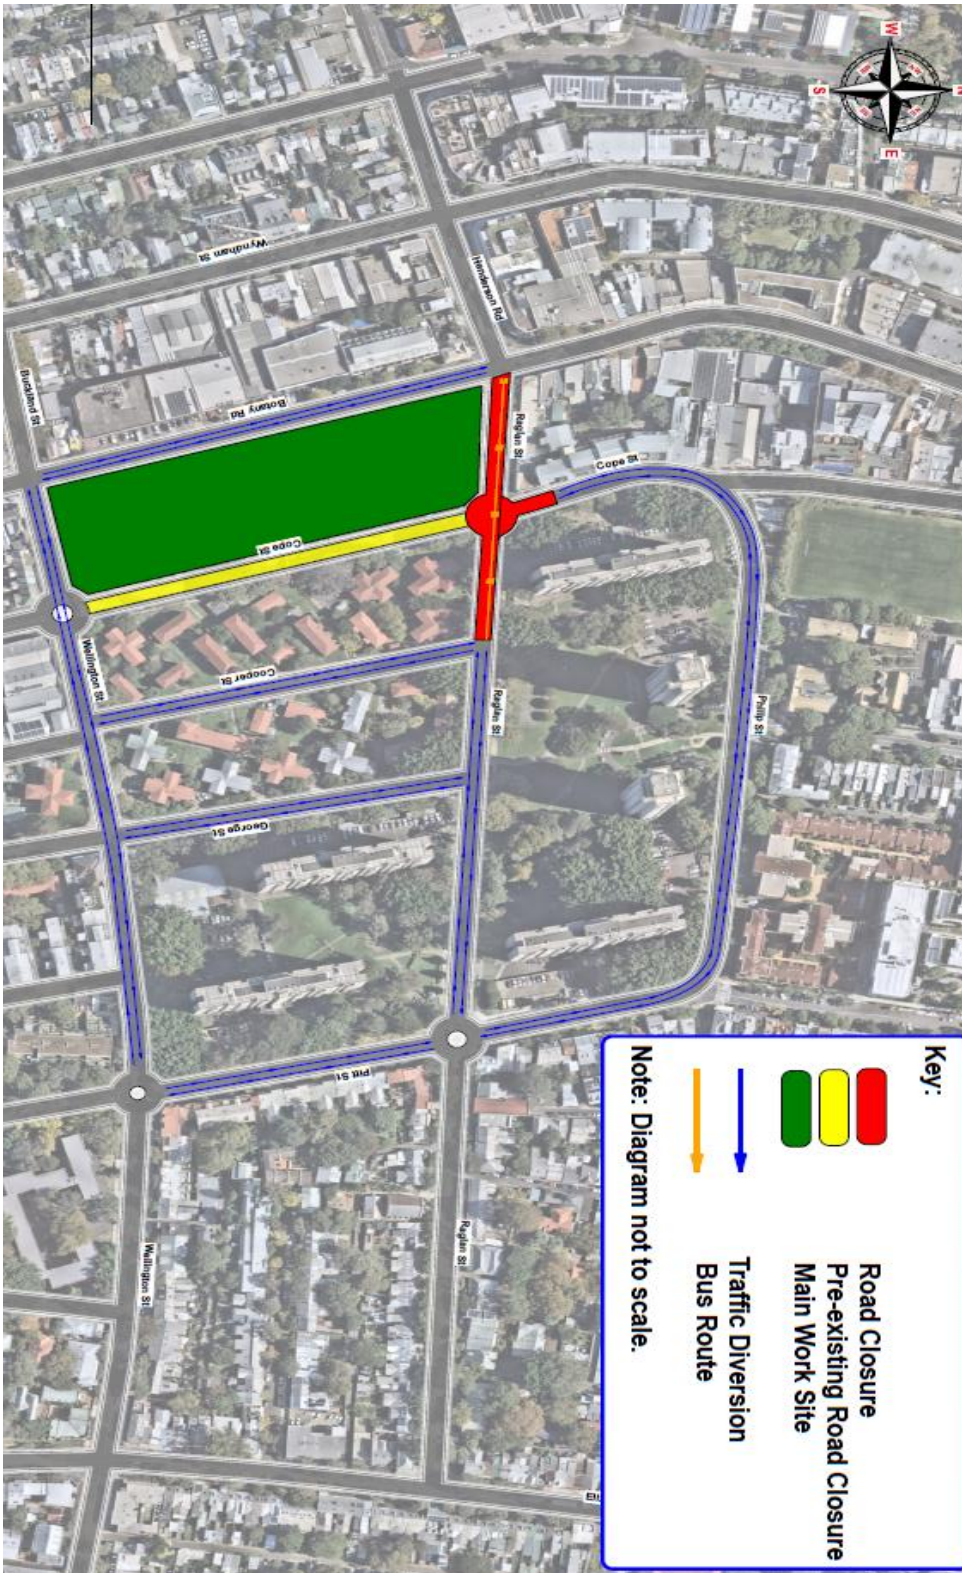 Key:
Road Closure
Pre-existing Road Closure
Main Work Site
Traffic Diversion
Bus Route
Note: Diagram not to scale.
W
S
E
N
Wyndham St
Henderson Rd
Buckland St
Botany Rd
Raglan St
Cope St
Cope St
Wellington St
Cooper St
Raglan St
Phillip St
George St
Pitt St
Raglan St
Wellington St